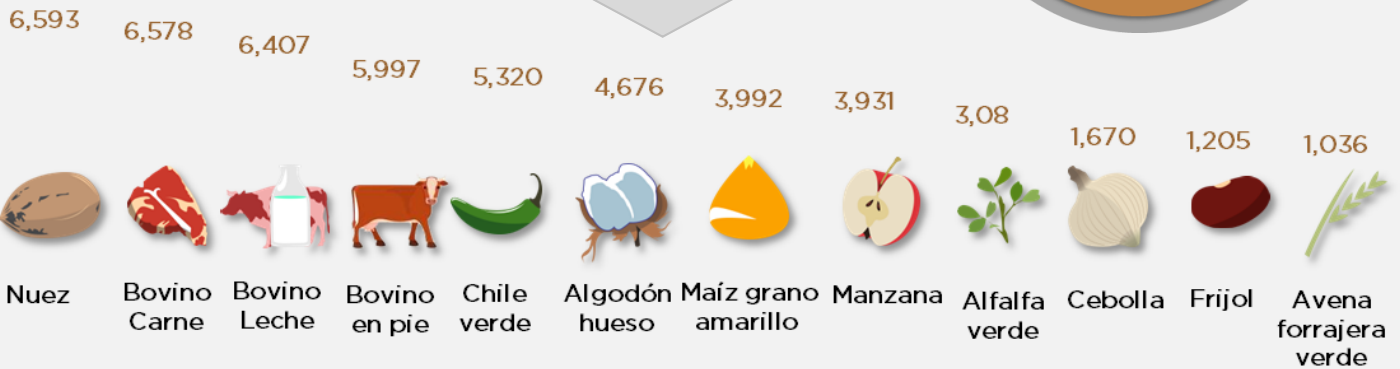 6,593
6,578
6,407
5,997
5,320
4,676
3,992
3,931
3,08
1,670
1,205
1,036
Nuez
Bovino
Carne
Bovino
Leche
Bovino
en pie
Chile
verde
Algodón
hueso
Maíz grano
amarillo
Manzana
Alfalfa
verde
Cebolla
Frijol
Avena
forrajera
verde